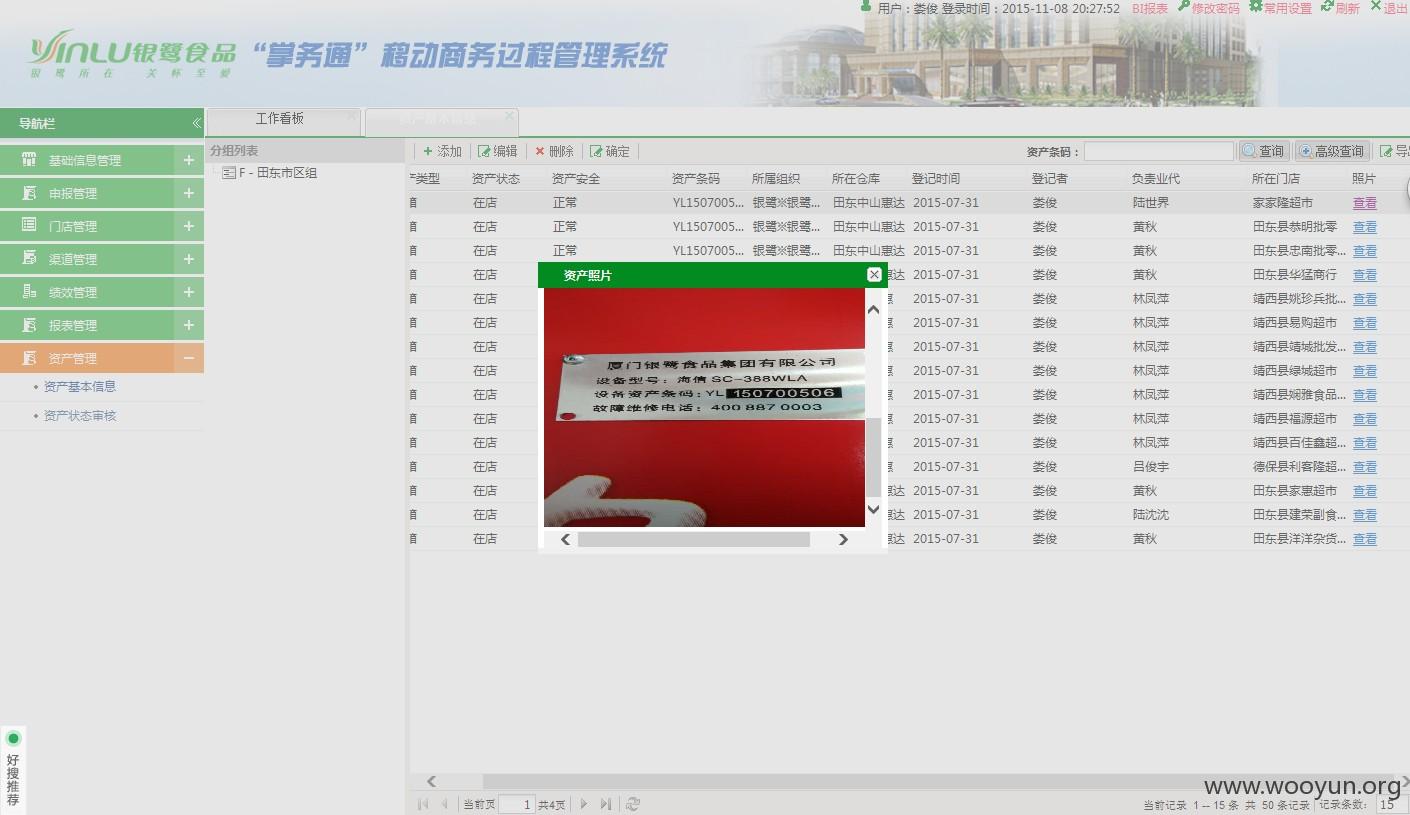 用户：娄俊 登录时间：2015-11-08 20:27:52 BI报表 修改密码 常用设置 刷新 退出
YINLU银鹭食品 “掌务通”移动商务过程管理系统
银鹭所在 关怀至爱
导航栏 工作看板 资产基本信息
基础信息管理
申报管理
门店管理
渠道管理
绩效管理
报表管理
资产管理
资产基本信息
资产状态审核
分组列表
F - 田东市区组
添加 编辑 删除 确定 资产条码： 查询 高级查询
类型 资产状态 资产安全 资产条码 所属组织 所在仓库 登记时间 登记者 负责业代 所在门店 照片
在店 正常 YL1507005... 银鹭※银鹭... 田东中山惠达 2015-07-31 娄俊 陆世界 家家隆超市 查看
在店 正常 YL1507005... 银鹭※银鹭... 田东中山惠达 2015-07-31 娄俊 黄秋 田东县恭明批零 查看
在店 正常 YL1507005... 银鹭※银鹭... 田东中山惠达 2015-07-31 娄俊 黄秋 田东县忠南批零... 查看
在店 惠达 2015-07-31 娄俊 黄秋 田东县华猛商行 查看
在店 惠 2015-07-31 娄俊 林凤萍 靖西县姚珍兵批... 查看
在店 惠 2015-07-31 娄俊 林凤萍 靖西县易购超市 查看
在店 惠 2015-07-31 娄俊 林凤萍 靖西县靖城批发... 查看
在店 惠 2015-07-31 娄俊 林凤萍 靖西县绿城超市 查看
在店 惠 2015-07-31 娄俊 林凤萍 靖西县娴雅食品... 查看
在店 惠 2015-07-31 娄俊 林凤萍 靖西县福源超市 查看
在店 惠 2015-07-31 娄俊 林凤萍 靖西县百佳鑫超... 查看
在店 惠 2015-07-31 娄俊 吕俊宇 德保县利客隆超... 查看
在店 惠达 2015-07-31 娄俊 黄秋 田东县家惠超市 查看
在店 惠达 2015-07-31 娄俊 陆沈沈 田东县建荣副食... 查看
在店 惠达 2015-07-31 娄俊 黄秋 田东县洋洋杂货... 查看
资产照片
厦门银鹭食品集团有限公司
设备型号：海信 SC-388WLA
设备资产条码：YL 150700506
故障维修电话：400 887 0003
好搜推荐
www.wooyun.org
当前页 1 共4页 当前记录 1 -- 15 条 共 50 条记录 记录条数： 15